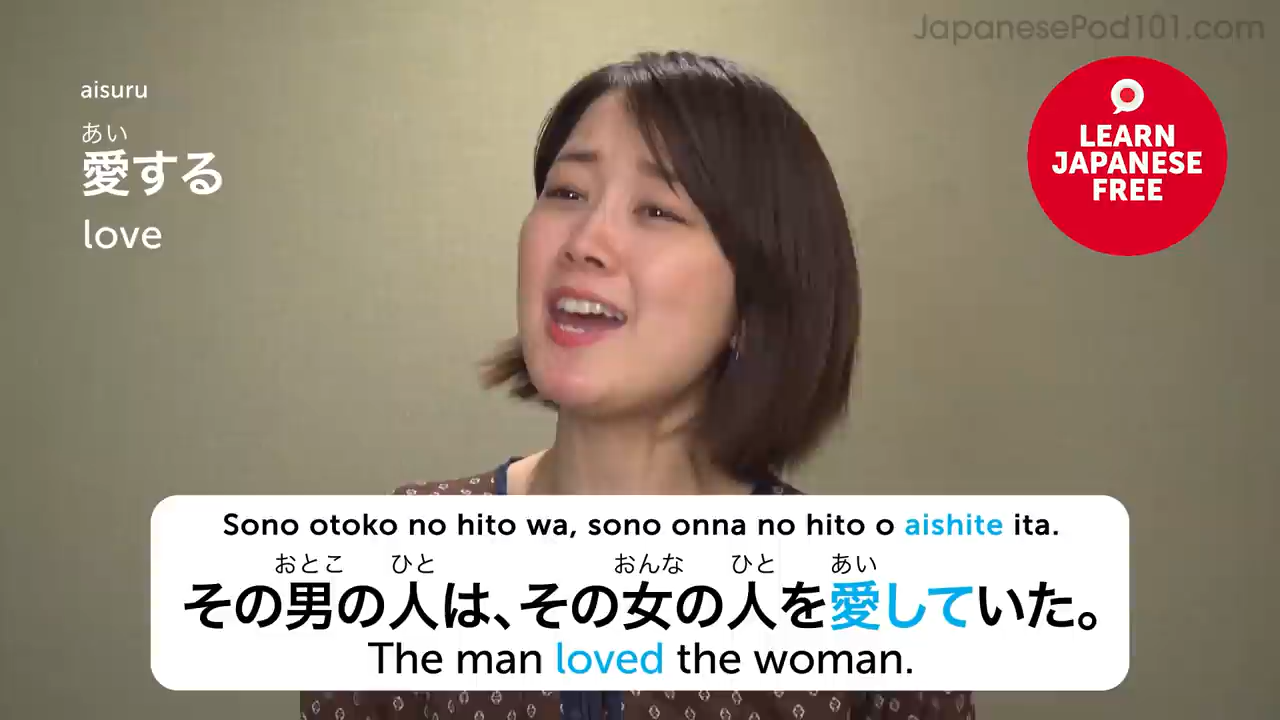 JapanesePod101.com
aisuru
あい
愛する
love
LEARN
JAPANESE
FREE
Sono otoko no hito wa, sono onna no hito o aishite ita.
おとこ ひと おんな ひと あい
その男の人は、その女の人を愛していた。
The man loved the woman.